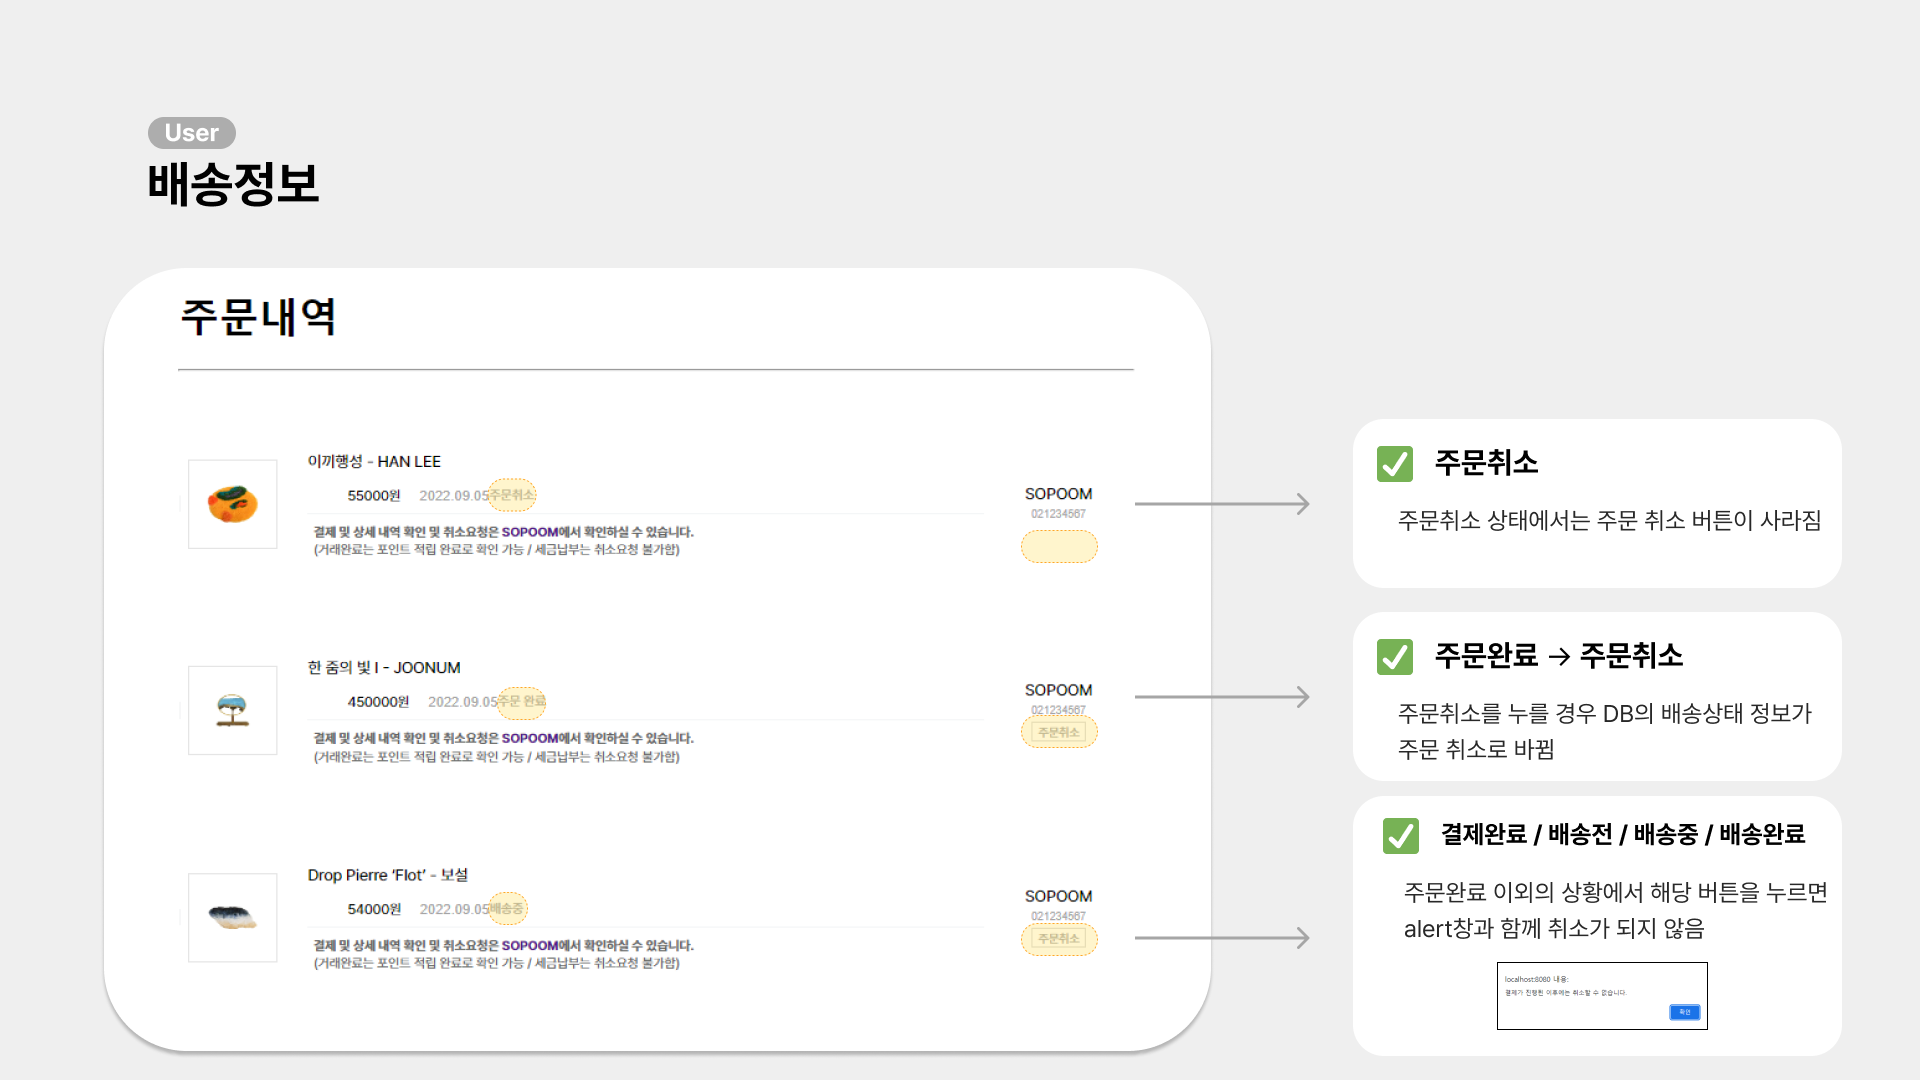 User
배송정보
주문내역
이끼행성 - HAN LEE
55000원 2022.09.05주문취소
결제 및 상세 내역 확인 및 취소요청은 SOPOOM에서 확인하실 수 있습니다.
(거래완료는 포인트 적립 완료로 확인 가능 / 세금납부는 취소요청 불가함)
SOPOOM
021234567
한 줌의 빛 I - JOONUM
450000원 2022.09.05주문 완료
결제 및 상세 내역 확인 및 취소요청은 SOPOOM에서 확인하실 수 있습니다.
(거래완료는 포인트 적립 완료로 확인 가능 / 세금납부는 취소요청 불가함)
SOPOOM
021234567
주문취소
Drop Pierre ‘Flot’ - 보설
54000원 2022.09.05배송중
결제 및 상세 내역 확인 및 취소요청은 SOPOOM에서 확인하실 수 있습니다.
(거래완료는 포인트 적립 완료로 확인 가능 / 세금납부는 취소요청 불가함)
SOPOOM
021234567
주문취소
주문취소
주문취소 상태에서는 주문 취소 버튼이 사라짐
주문완료 → 주문취소
주문취소를 누를 경우 DB의 배송상태 정보가
주문 취소로 바뀜
결제완료 / 배송전 / 배송중 / 배송완료
주문완료 이외의 상황에서 해당 버튼을 누르면
alert창과 함께 취소가 되지 않음
localhost:8080 내용:
결제가 진행된 이후에는 취소할 수 없습니다.
확인